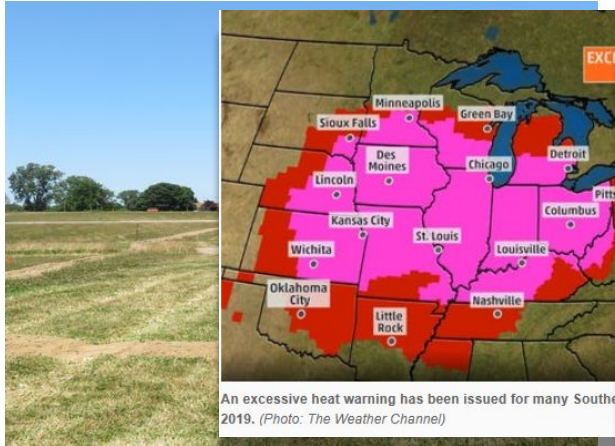 EXC
Minneapolis
Green Bay
Sioux Falls
Des
Moines
Chicago
Detroit
Lincoln
Pitts
Columbus
Kansas City
St. Louis
Wichita
Louisville
Oklahoma
City
Little
Rock
Nashville
An excessive heat warning has been issued for many Southe
2019. (Photo: The Weather Channel)